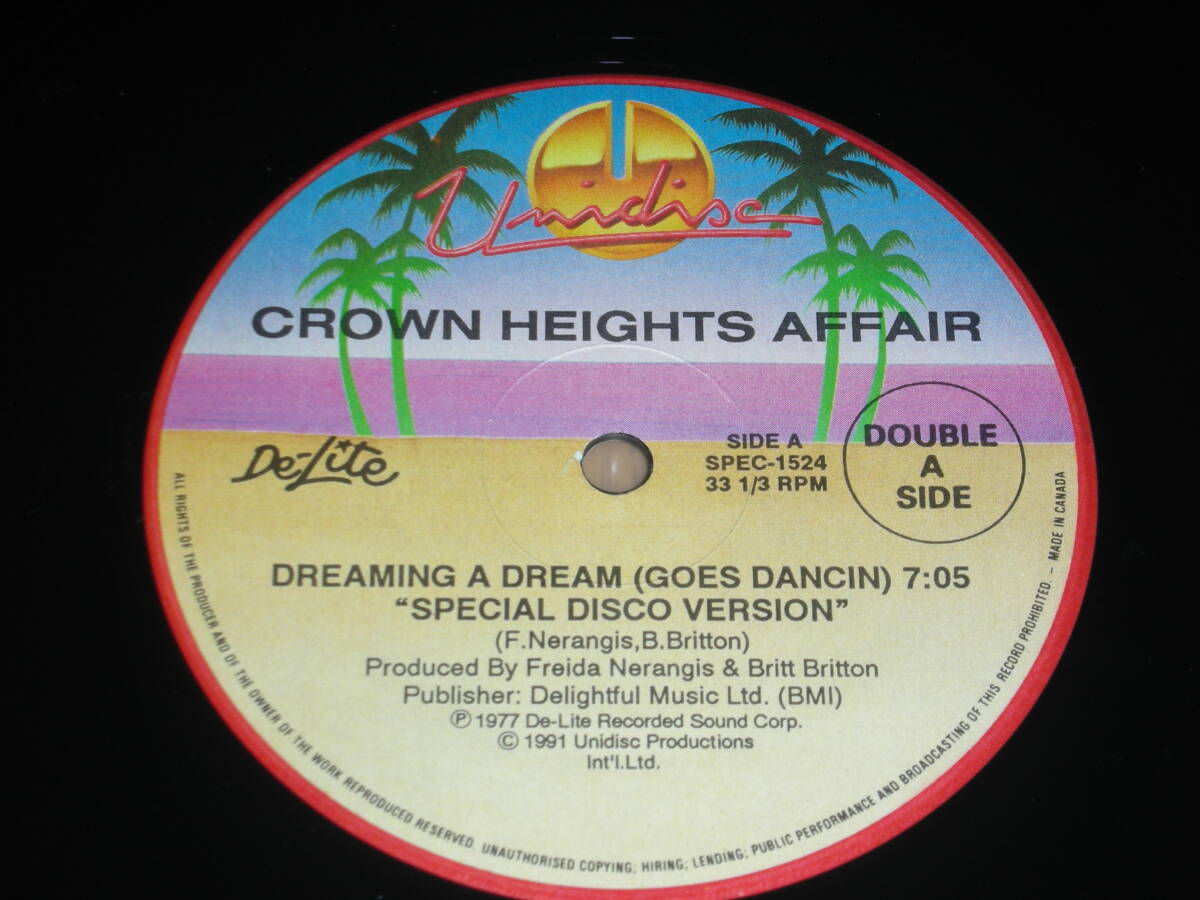 Unidisc
CROWN HEIGHTS AFFAIR
De-Lite
SIDE A
SPEC-1524
33 1/3 RPM
DOUBLE
A
SIDE
DREAMING A DREAM (GOES DANCIN) 7:05
“SPECIAL DISCO VERSION”
(F.Nerangis,B.Britton)
Produced By Freida Nerangis & Britt Britton
Publisher: Delightful Music Ltd. (BMI)
Ⓟ 1977 De-Lite Recorded Sound Corp.
© 1991 Unidisc Productions
Int'l.Ltd.
ALL RIGHTS OF THE PRODUCER AND OF THE OWNER OF THE WORK REPRODUCED RESERVED. UNAUTHORISED COPYING; HIRING; LENDING; PUBLIC PERFORMANCE AND BROADCASTING OF THIS RECORD PROHIBITED. – MADE IN CANADA